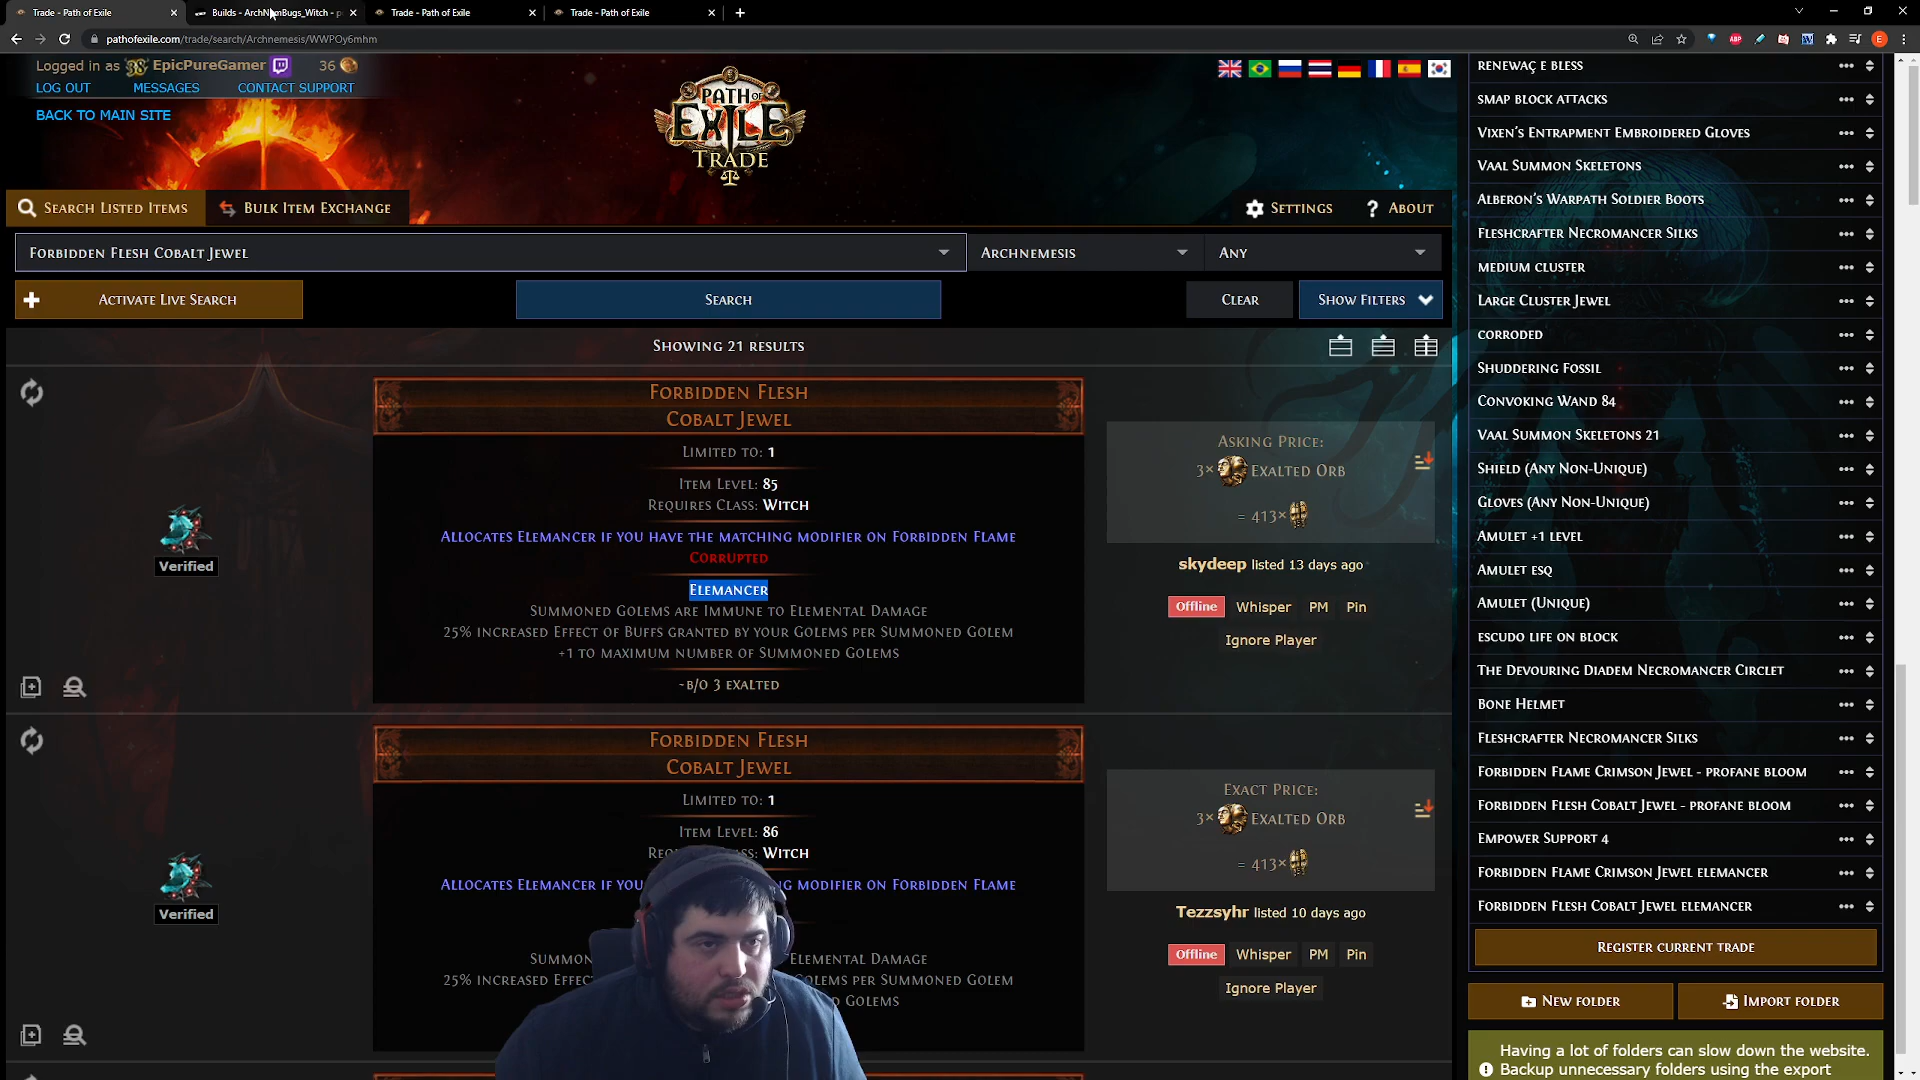 Trade - Path of Exile
Builds - ArchN
mBugs_Witch - p
Trade - Path of Exile
Trade - Path of Exile
pathofexile.com/trade/search/Archnemesis/WWPOy6mhm
Logged in as EpicPureGamer 36
LOG OUT MESSAGES CONTACT SUPPORT
BACK TO MAIN SITE
PATH OF
EXILE
TRADE
Search Listed Items
Bulk Item Exchange
Settings
? About
Forbidden Flesh Cobalt Jewel
Archnemesis
Any
Activate Live Search
Search
Clear
Show Filters
Showing 21 results
Forbidden Flesh
Cobalt Jewel
Limited to: 1
Item Level: 85
Requires Class: Witch
Allocates Elemancer if you have the matching modifier on Forbidden Flame
Corrupted
Elemancer
Summoned Golems are Immune to Elemental Damage
25% increased Effect of Buffs granted by your Golems per Summoned Golem
+1 to maximum number of Summoned Golems
~b/o 3 exalted
Verified
Asking Price:
3× Exalted Orb
= 413×
skydeep listed 13 days ago
Offline Whisper PM Pin
Ignore Player
Forbidden Flesh
Cobalt Jewel
Limited to: 1
Item Level: 86
Witch
Allocates Elemancer if you
modifier on Forbidden Flame
Elemental Damage
25% increased
Golems per Summoned Golem
Golems
Verified
Exact Price:
3× Exalted Orb
= 413×
Tezzsyhr listed 10 days ago
Offline Whisper PM Pin
Ignore Player
renewaç e bless
smap block attacks
Vixen's Entrapment Embroidered Gloves
Vaal Summon Skeletons
Alberon's Warpath Soldier Boots
Fleshcrafter Necromancer Silks
medium cluster
Large Cluster Jewel
corroded
Shuddering Fossil
Convoking Wand 84
Vaal Summon Skeletons 21
Shield (Any Non-Unique)
Gloves (Any Non-Unique)
Amulet +1 level
Amulet esq
Amulet (Unique)
escudo life on block
The Devouring Diadem Necromancer Circlet
Bone Helmet
Fleshcrafter Necromancer Silks
Forbidden Flame Crimson Jewel - profane bloom
Forbidden Flesh Cobalt Jewel - profane bloom
Empower Support 4
Forbidden Flame Crimson Jewel elemancer
Forbidden Flesh Cobalt Jewel elemancer
Register current trade
New folder
Import folder
Having a lot of folders can slow down the website.
Backup unnecessary folders using the export